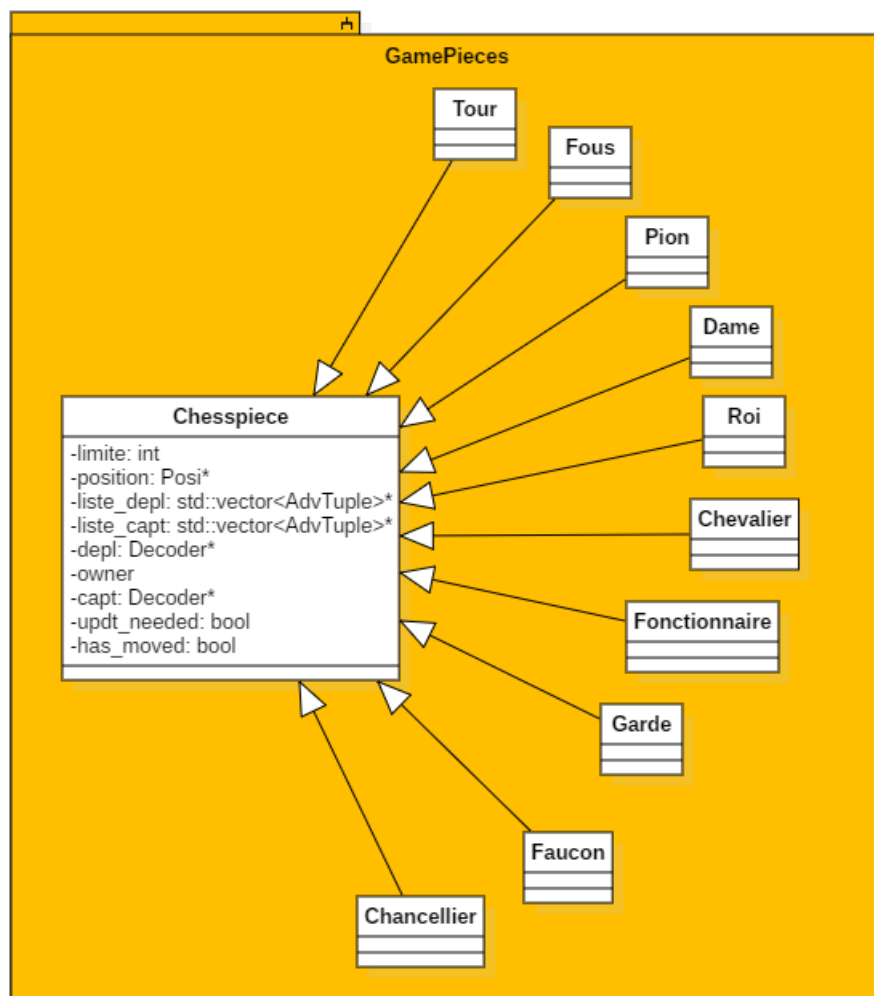 GamePieces
Tour
Fous
Pion
Dame
Roi
Chesspiece
-limite: int
-position: Posi*
-liste_depl: std::vector<AdvTuple>*
-liste_capt: std::vector<AdvTuple>*
-depl: Decoder*
-owner
-capt: Decoder*
-updt_needed: bool
-has_moved: bool
Chevalier
Fonctionnaire
Garde
Faucon
Chancellier